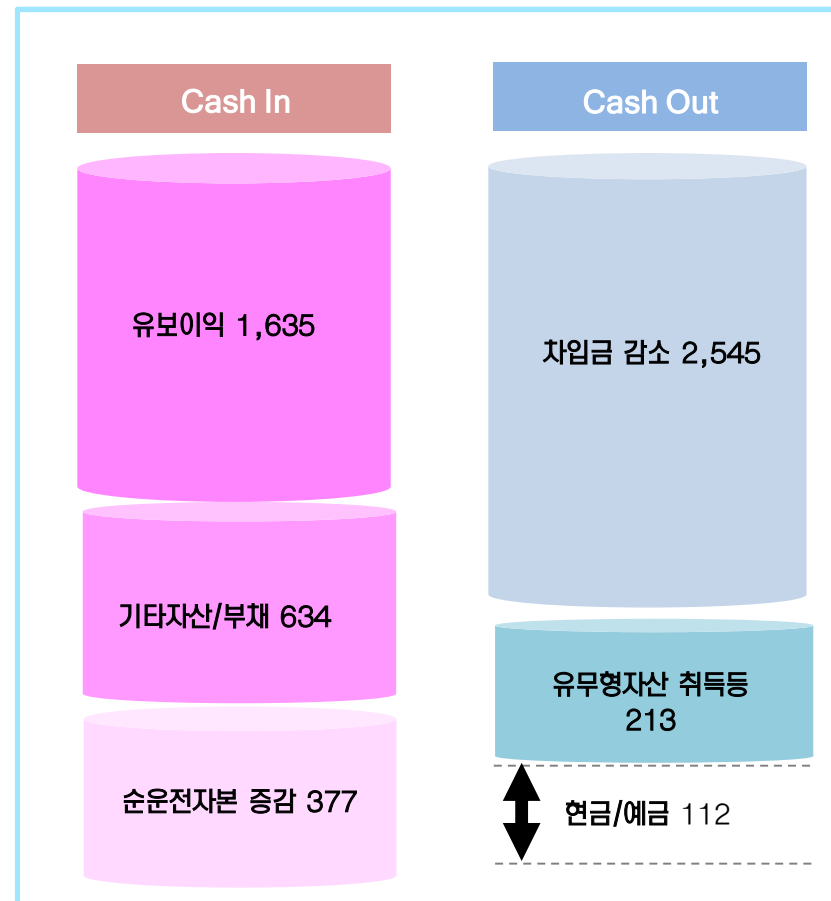 Cash In
유보이익 1,635
기타자산/부채 634
순운전자본 증감 377
Cash Out
차입금 감소 2,545
유무형자산 취득등
213
현금/예금 112